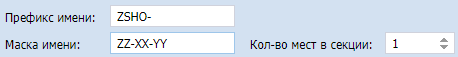 Префикс имени: ZSHO-
Маска имени: ZZ-XX-YY Кол-во мест в секции: 1